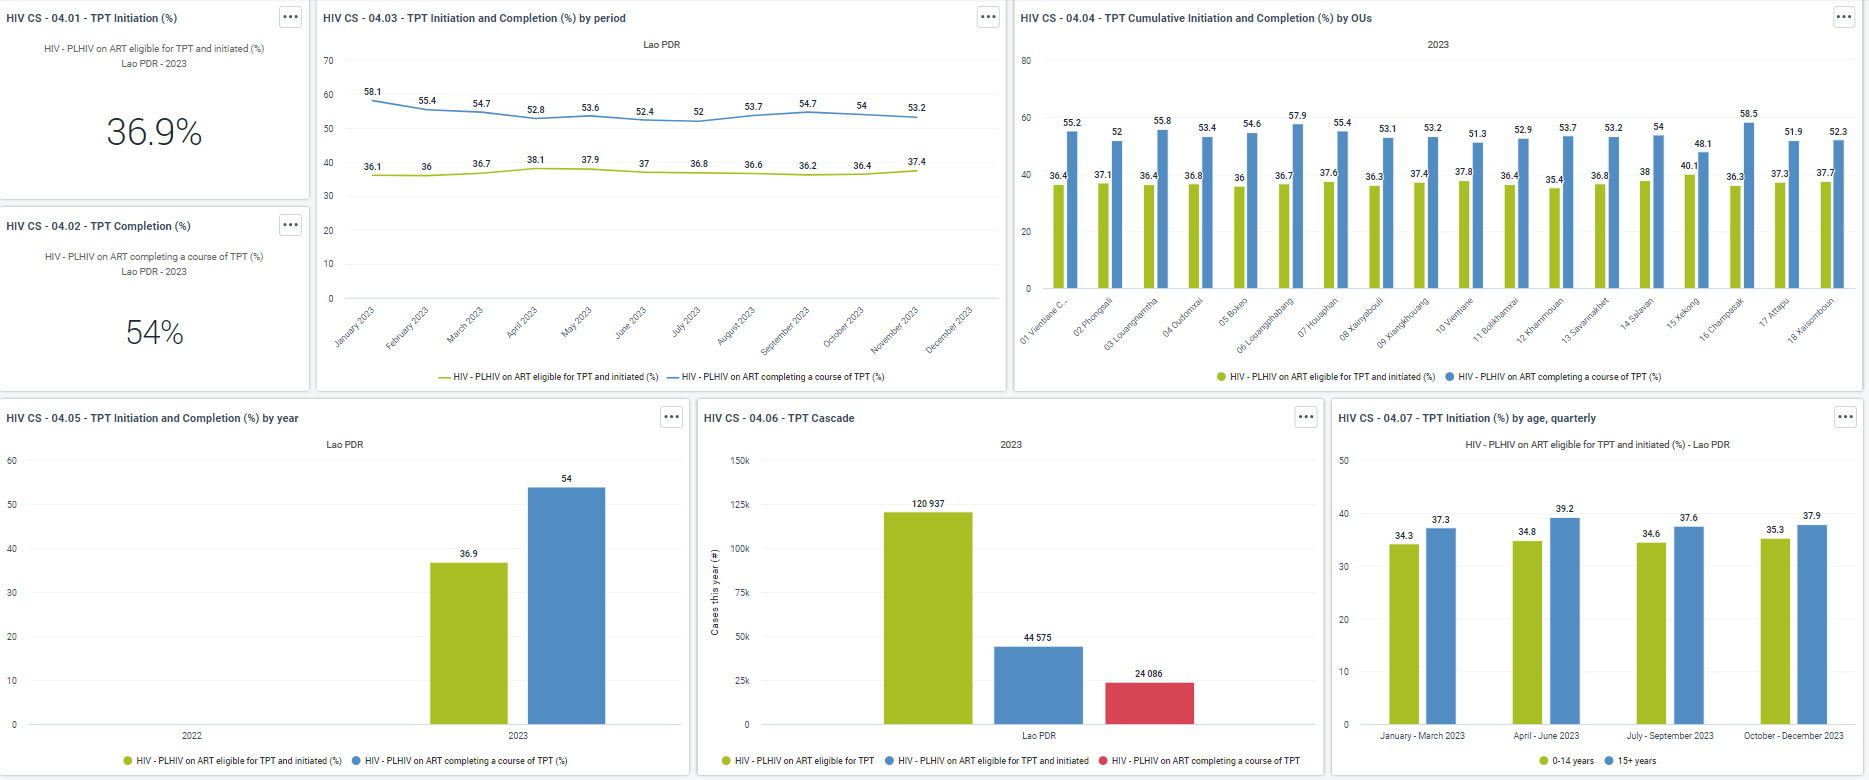 HIV CS - 04.01 - TPT Initiation (%)
HIV - PLHIV on ART eligible for TPT and initiated (%)
Lao PDR - 2023
36.9%
HIV CS - 04.02 - TPT Completion (%)
HIV - PLHIV on ART completing a course of TPT (%)
Lao PDR - 2023
54%
HIV CS - 04.03 - TPT Initiation and Completion (%) by period
Lao PDR
70
60
50
40
30
20
10
0
58.1 55.4 54.7 52.8 53.6 52.4 52 53.7 54.7 54 53.2
36.1 36 36.7 38.1 37.9 37 36.8 36.6 36.2 36.4 37.4
January 2023 February 2023 March 2023 April 2023 May 2023 June 2023 July 2023 August 2023 September 2023 October 2023 November 2023 December 2023
HIV - PLHIV on ART eligible for TPT and initiated (%) HIV - PLHIV on ART completing a course of TPT (%)
HIV CS - 04.04 - TPT Cumulative Initiation and Completion (%) by OUs
2023
80
60
40
20
0
55.2 52 55.8 53.4 54.6 57.9 55.4 53.1 53.2 51.3 52.9 53.7 53.2 54 48.1 58.5 51.9 52.3
36.4 37.1 36.4 36.8 36 36.7 37.6 36.3 37.4 37.8 36.4 35.4 36.8 38 40.1 36.3 37.3 37.7
01 Vientiane C... 02 Phongsali 03 Louangnamtha 04 Oudomxai 05 Bokeo 06 Louangphabang 07 Houaphan 08 Xainyabouli 09 Xiangkhouang 10 Vientiane 11 Bolikhamxai 12 Khammouan 13 Savannakhet 14 Salavan 15 Xekong 16 Champasak 17 Attapu 18 Xaisomboun
HIV - PLHIV on ART eligible for TPT and initiated (%) HIV - PLHIV on ART completing a course of TPT (%)
HIV CS - 04.05 - TPT Initiation and Completion (%) by year
Lao PDR
60
50
40
30
20
10
0
36.9 54
2022 2023
HIV - PLHIV on ART eligible for TPT and initiated (%) HIV - PLHIV on ART completing a course of TPT (%)
HIV CS - 04.06 - TPT Cascade
2023
Cases this year (#)
150k
125k
100k
75k
50k
25k
0
120 937
44 575
24 086
Lao PDR
HIV - PLHIV on ART eligible for TPT HIV - PLHIV on ART eligible for TPT and initiated HIV - PLHIV on ART completing a course of TPT
HIV CS - 04.07 - TPT Initiation (%) by age, quarterly
HIV - PLHIV on ART eligible for TPT and initiated (%) - Lao PDR
50
40
30
20
10
0
34.3 37.3 34.8 39.2 34.6 37.6 35.3 37.9
January - March 2023 April - June 2023 July - September 2023 October - December 2023
0-14 years 15+ years